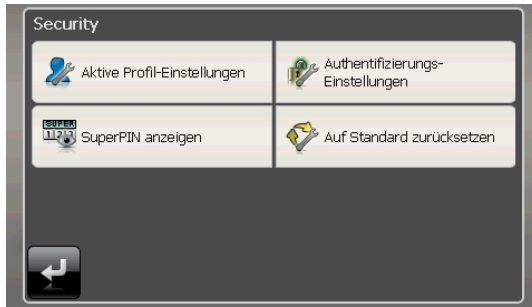 Security
Aktive Profil-Einstellungen
Authentifizierungs-
Einstellungen
SUPER
123
SuperPIN anzeigen
Auf Standard zurücksetzen